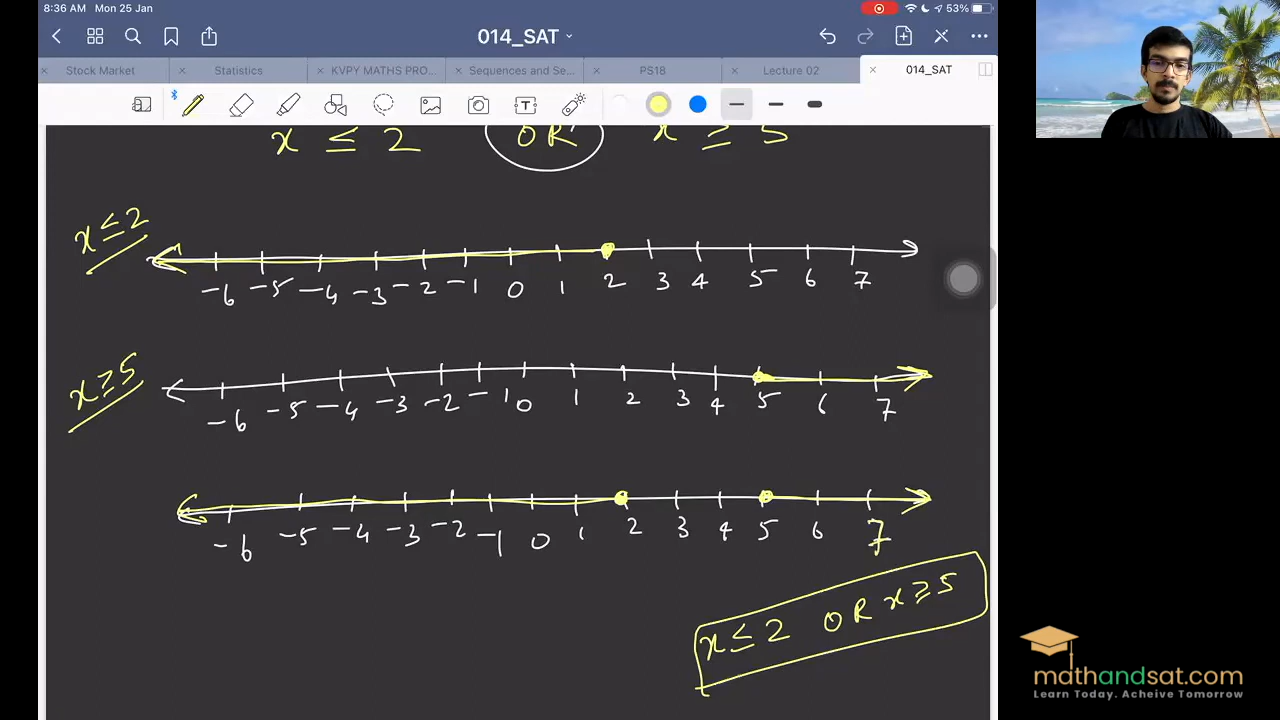 8:36 AM Mon 25 Jan
53%
014_SAT
Stock Market
Statistics
KVPY MATHS PRO...
Sequences and Se...
PS18
Lecture 02
014_SAT
T
x ≤ 2 OR x ≥ 5
x ≤ 2
-6 -5 -4 -3 -2 -1 0 1 2 3 4 5 6 7
x ≥ 5
-6 -5 -4 -3 -2 -1 0 1 2 3 4 5 6 7
-6 -5 -4 -3 -2 -1 0 1 2 3 4 5 6 7
x ≤ 2 OR x ≥ 5
mathandsat.com
Learn Today. Acheive Tomorrow